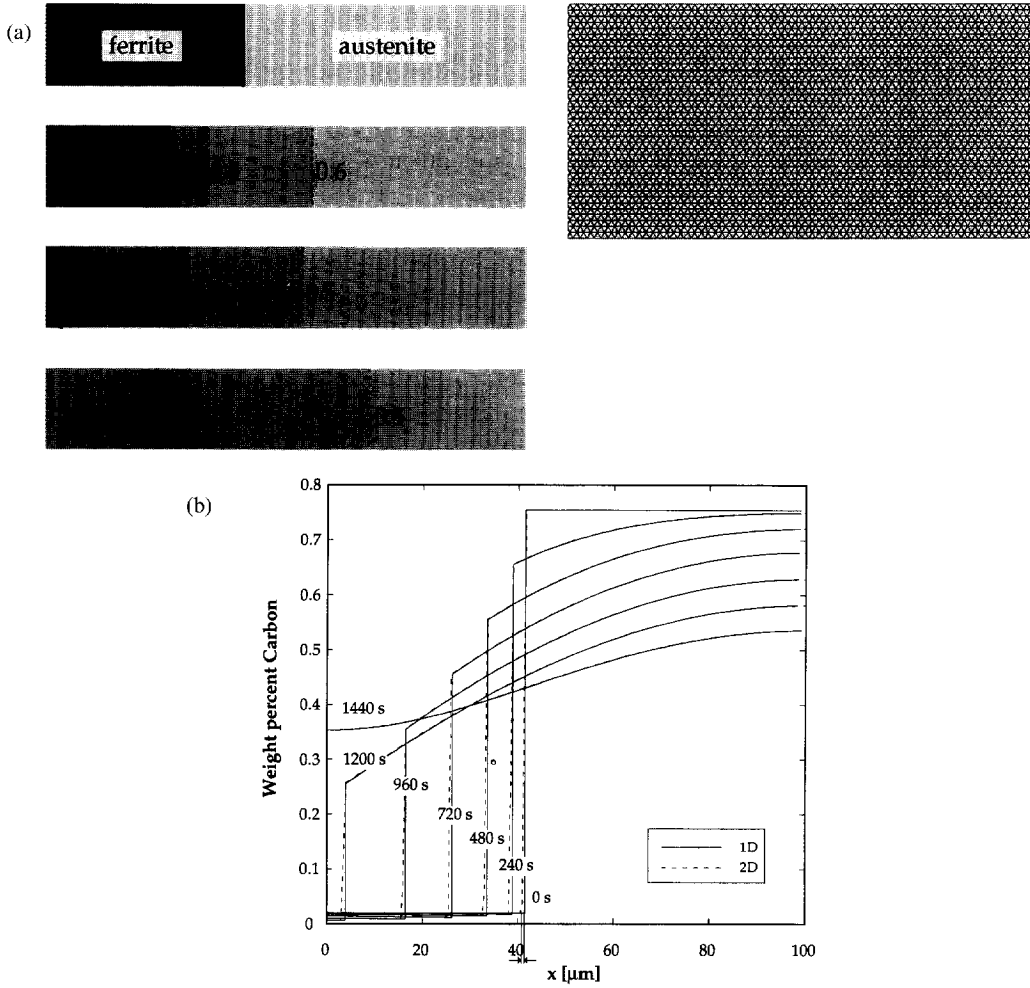 (a)
ferrite
austenite
0.6
(b)
0.8
0.7
0.6
0.5
0.4
0.3
0.2
0.1
0
Weight percent Carbon
1440 s
1200 s
960 s
720 s
480 s
240 s
0 s
1D
2D
0
20
40
60
80
100
x [μm]